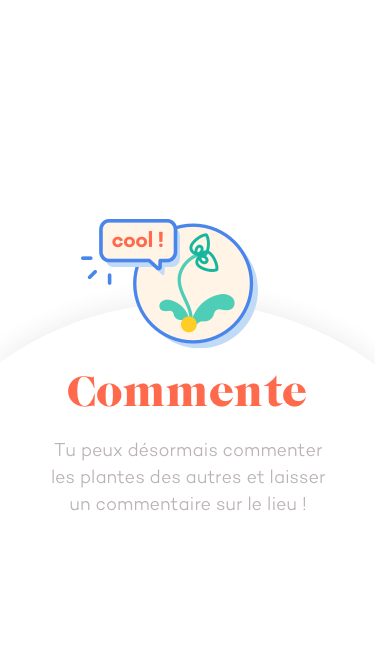 cool !
Commente
Tu peux désormais commenter
les plantes des autres et laisser
un commentaire sur le lieu !